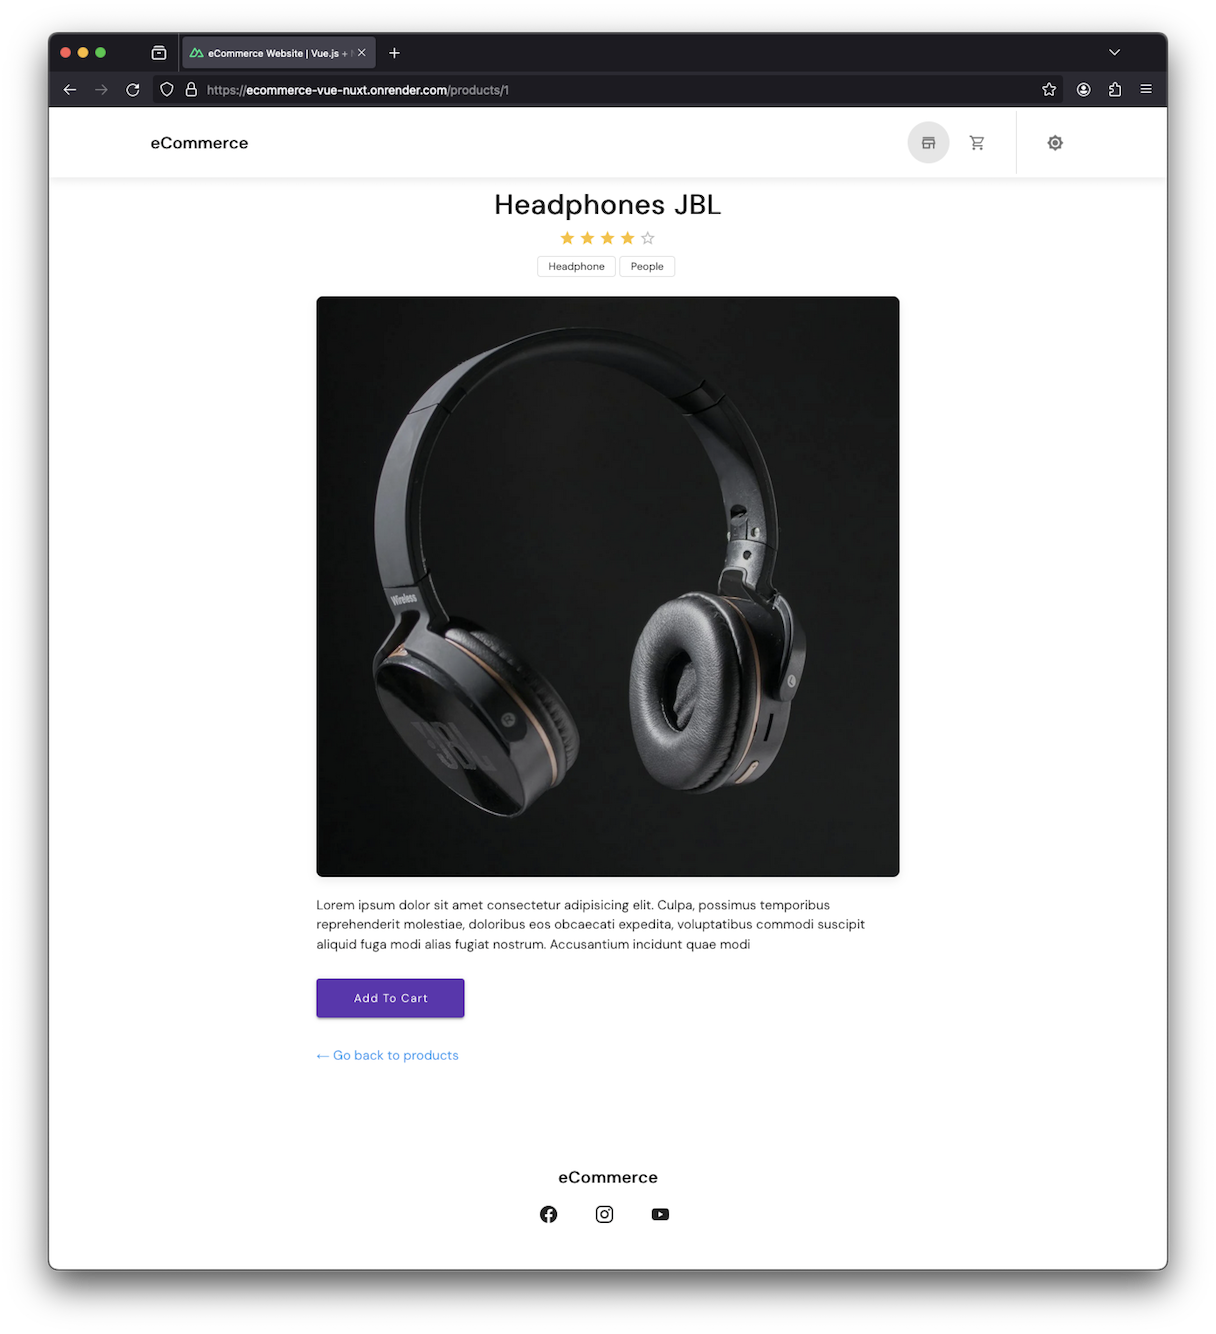 eCommerce Website | Vue.js +
https://ecommerce-vue-nuxt.onrender.com/products/1
eCommerce
Headphones JBL
Headphone People
Wireless
JBL
Lorem ipsum dolor sit amet consectetur adipisicing elit. Culpa, possimus temporibus
reprehenderit molestiae, doloribus eos obcaecati expedita, voluptatibus commodi suscipit
aliquid fuga modi alias fugiat nostrum. Accusantium incidunt quae modi
Add To Cart
← Go back to products
eCommerce